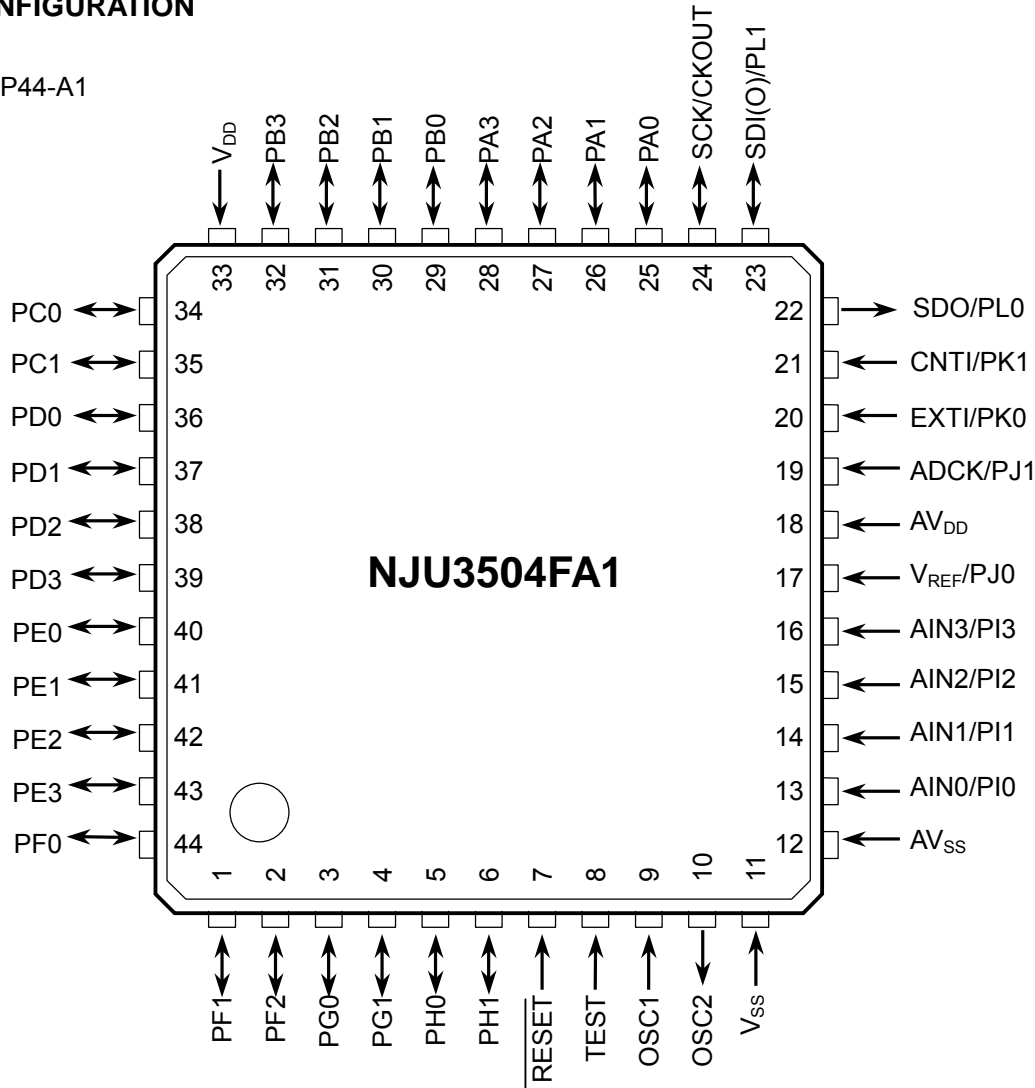 NFIGURATION
P44-A1
V_DD
PB3
PB2
PB1
PB0
PA3
PA2
PA1
PA0
SCK/CKOUT
SDI(O)/PL1
33
32
31
30
29
28
27
26
25
24
23
PC0 34
PC1 35
PD0 36
PD1 37
PD2 38
PD3 39
PE0 40
PE1 41
PE2 42
PE3 43
PF0 44
NJU3504FA1
22 SDO/PL0
21 CNTI/PK1
20 EXTI/PK0
19 ADCK/PJ1
18 AV_DD
17 V_REF/PJ0
16 AIN3/PI3
15 AIN2/PI2
14 AIN1/PI1
13 AIN0/PI0
12 AV_SS
1
2
3
4
5
6
7
8
9
10
11
PF1
PF2
PG0
PG1
PH0
PH1
RESET
TEST
OSC1
OSC2
V_SS